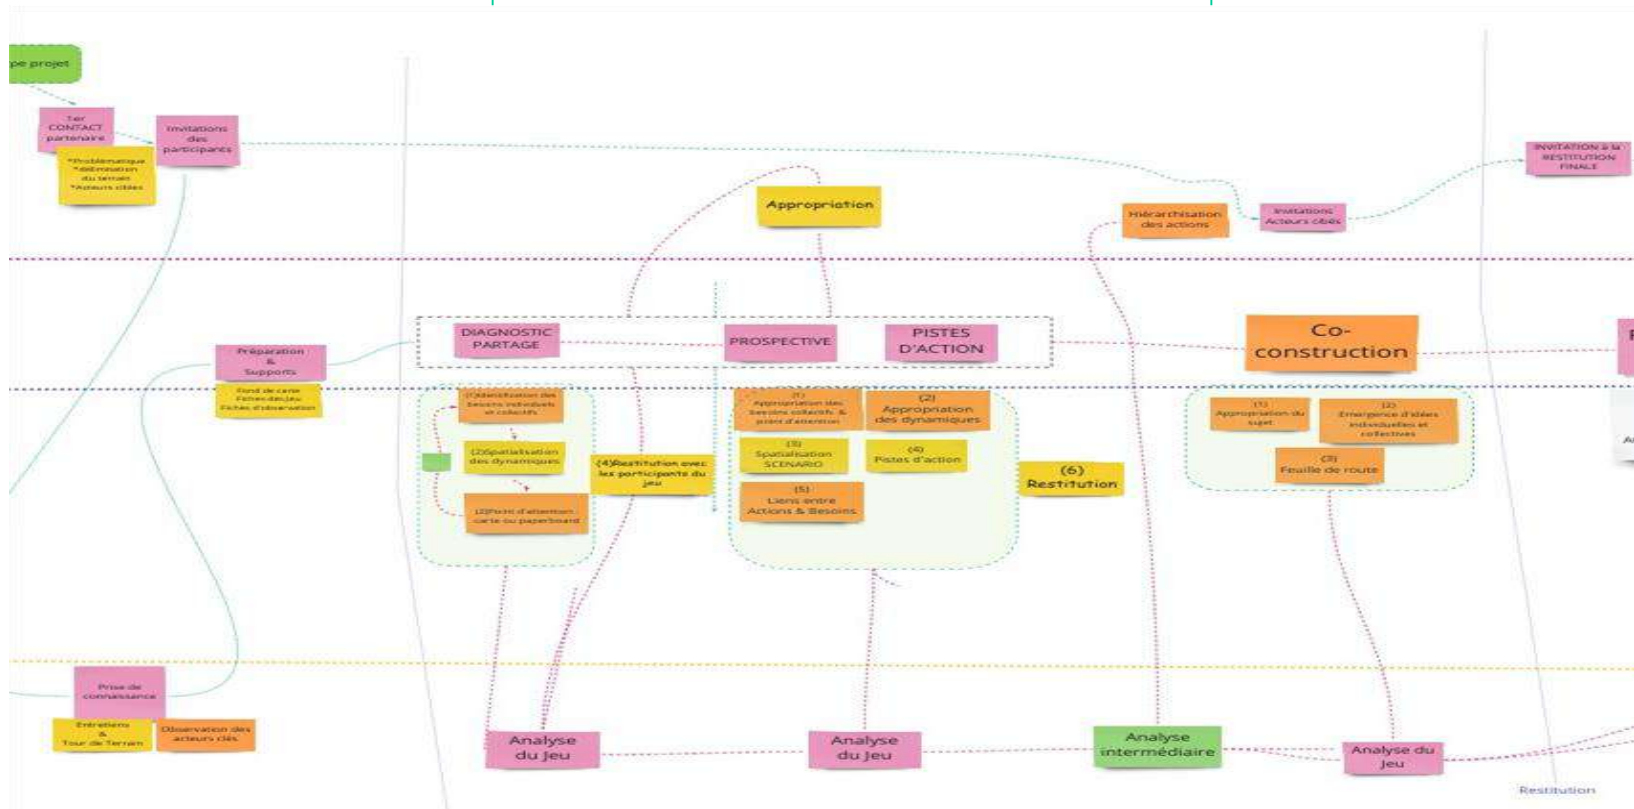 pe projet
1er
CONTACT
partenaire
*Problématique
*délimination
du terrain
*Acteurs ciblés
Invitations
des
participants
Appropriation
Hiérarchisation
des actions
Invitations
Acteurs ciblés
INVITATION à la
RESTITUTION
FINALE
Préparation
&
Supports
Fond de carte
Fiches des jeu
Fiches d'observation
DIAGNOSTIC
PARTAGE
PROSPECTIVE
PISTES
D'ACTION
Co-
construction
(1)Identification des
besoins individuels
et collectifs
(2)Spatialisation
des dynamiques
(3)Point d'attention :
carte ou paperboard
(4)Restitution avec
les participants du
jeu
(1)
Appropriation des
besoins collectifs &
point d'attention
(2)
Appropriation
des dynamiques
(3)
Spatialisation
SCENARIO
(4)
Pistes d'action
(5)
Liens entre
Actions & Besoins
(6)
Restitution
(1)
Appropriation du
sujet
(2)
Emergence d'idées
individuelles et
collectives
(3)
Feuille de route
Prise de
connaissance
Entretiens
&
Tour de Terrain
Observation des
acteurs clés
Analyse
du Jeu
Analyse
du Jeu
Analyse
intermédiaire
Analyse du
Jeu
Restitution